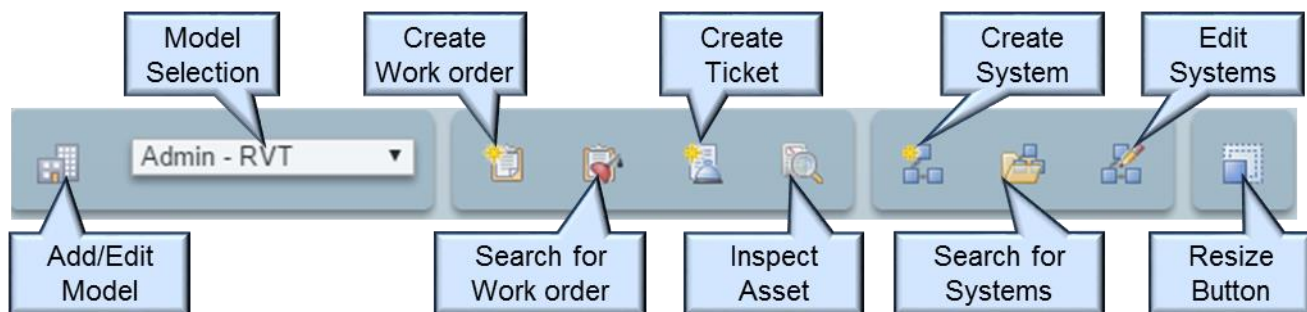 Model
Selection
Create
Work order
Create
Ticket
Create
System
Edit
Systems
Admin - RVT
Add/Edit
Model
Search for
Work order
Inspect
Asset
Search for
Systems
Resize
Button